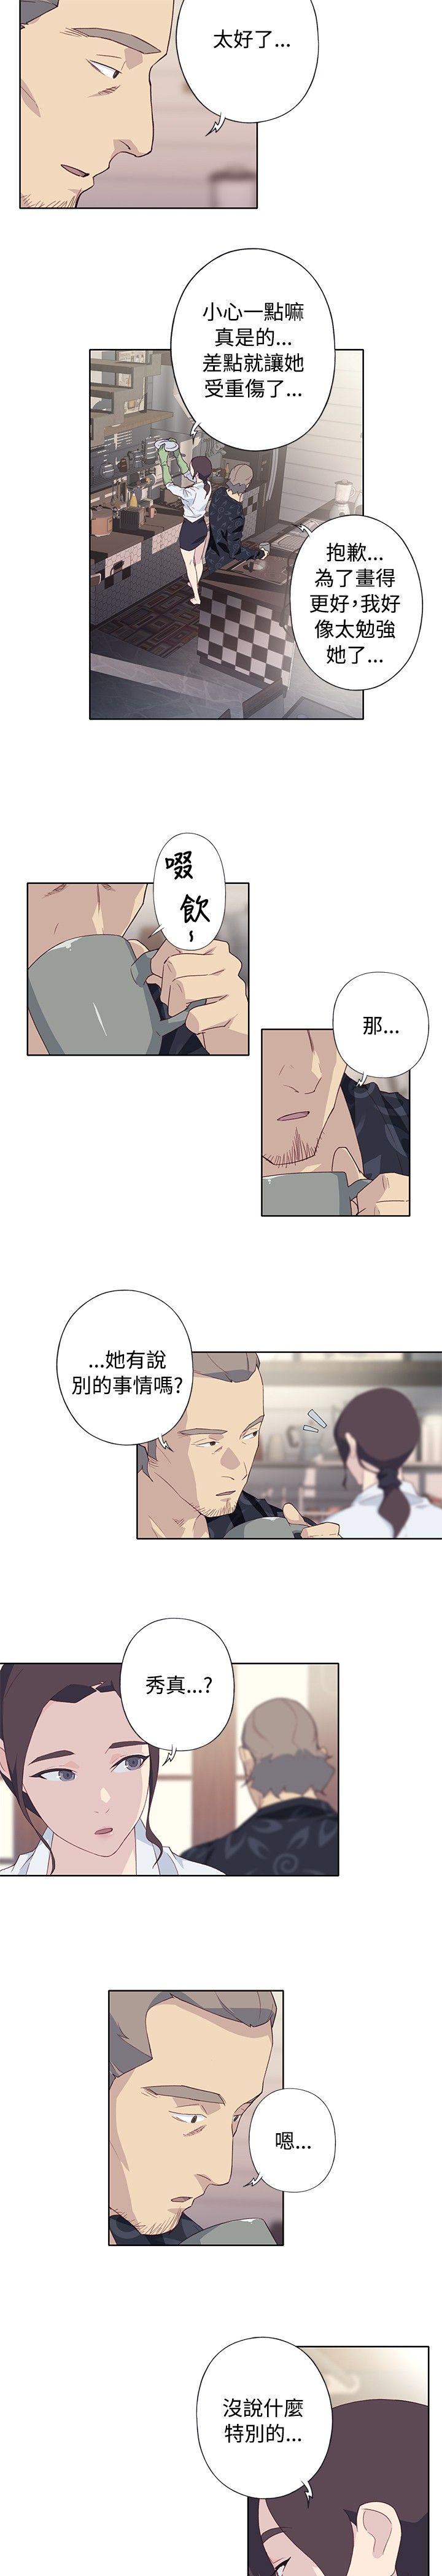 太好了...
小心一點嘛
真是的...
差點就讓她
受重傷了...
抱歉...
為了畫得
更好,我好
像太勉強
她了...
啜
飲~
那...
...她有說
別的事情嗎?
秀真...?
嗯...
沒說什麼
特別的...